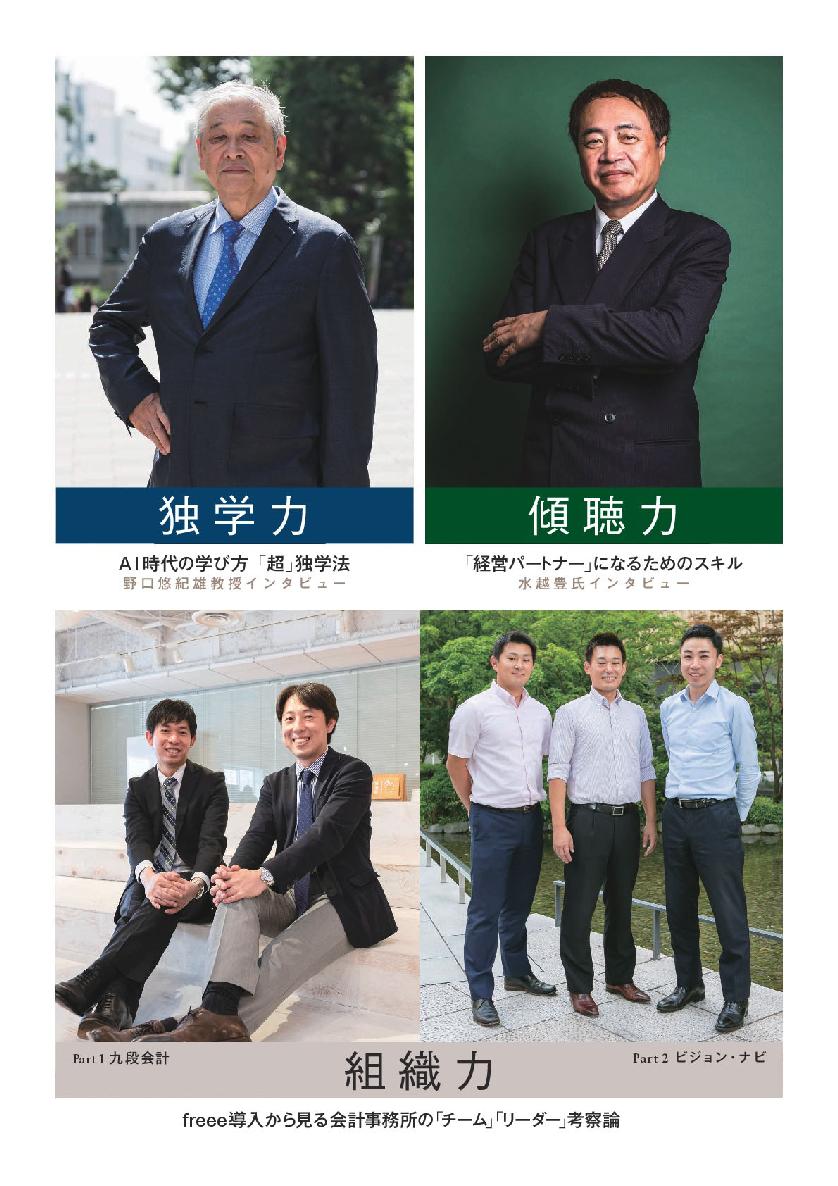 独学力
AI時代の学び方「超」独学法
野口悠紀雄教授インタビュー
傾聴力
「経営パートナー」になるためのスキル
水越豊氏インタビュー
Part 1 九段会計
組織力
Part 2 ビジョン・ナビ
freee導入から見る会計事務所の「チーム」「リーダー」考察論